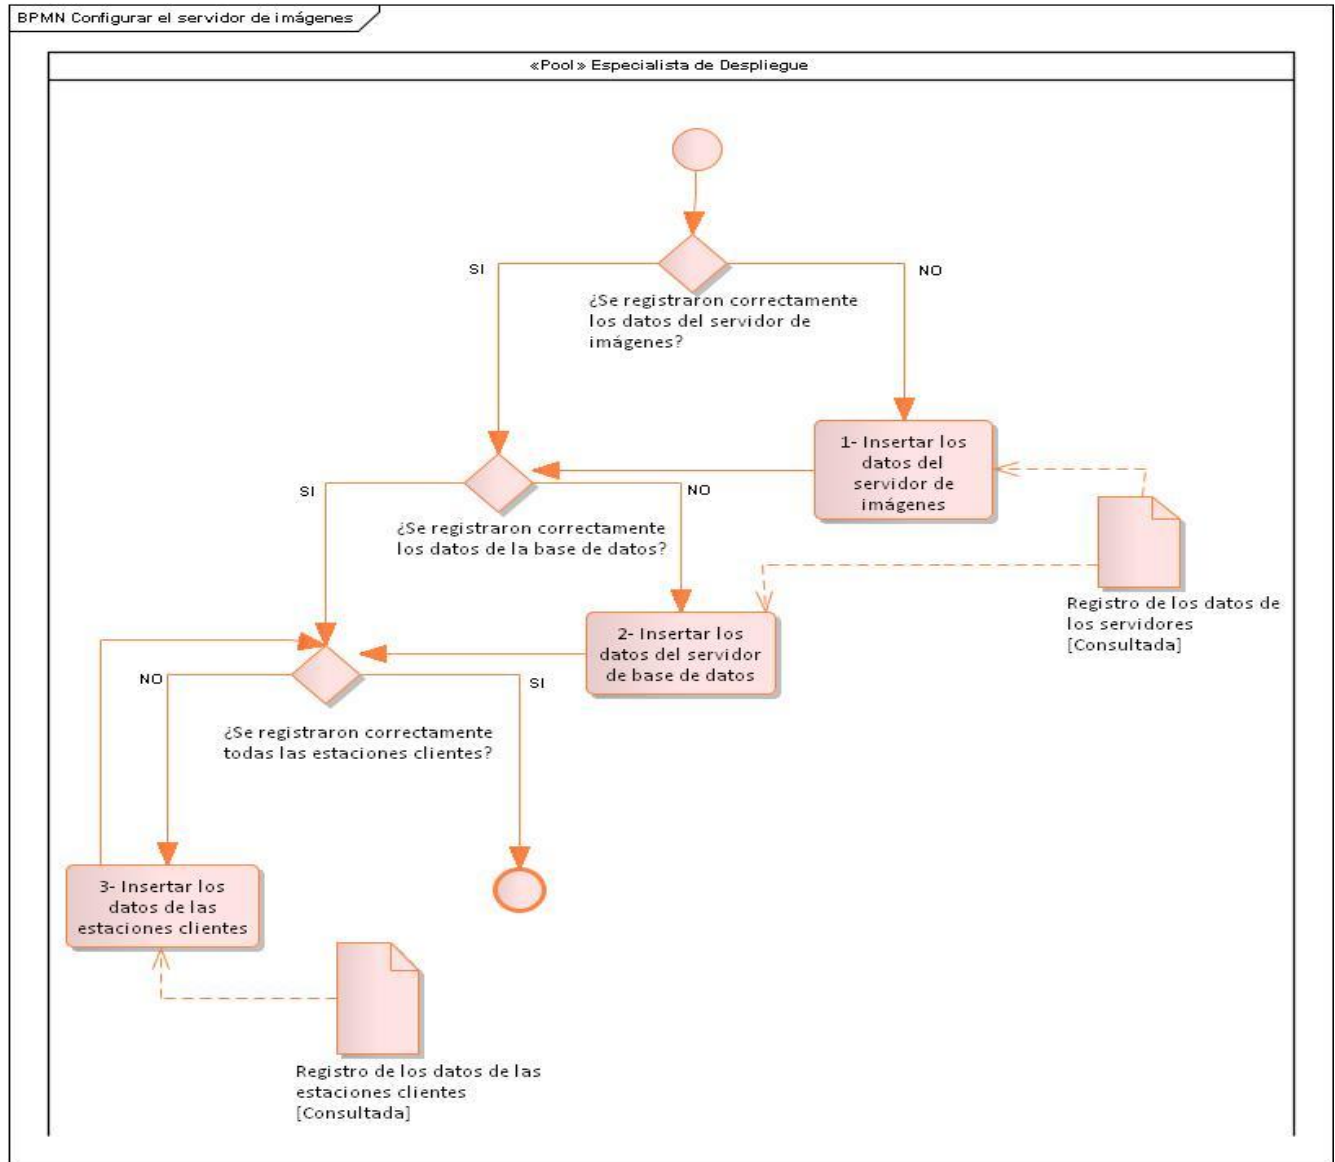 BPMN Configurar el servidor de imágenes
«Pool» Especialista de Despliegue
SI
NO
¿Se registraron correctamente
los datos del servidor de
imágenes?
1- Insertar los
datos del
servidor de
imágenes
SI
NO
¿Se registraron correctamente
los datos de la base de datos?
Registro de los datos de
los servidores
[Consultada]
2- Insertar los
datos del servidor
de base de datos
NO
SI
¿Se registraron correctamente
todas las estaciones clientes?
3- Insertar los
datos de las
estaciones clientes
Registro de los datos de las
estaciones clientes
[Consultada]